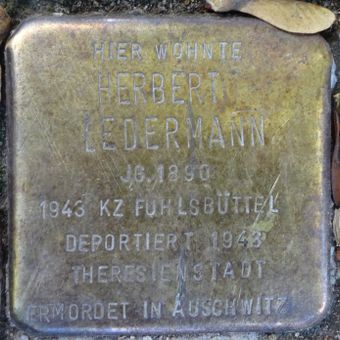 HIER WOHNTE
HERBERT
LEDERMANN
JG. 1890
1943 KZ FUHLSBÜTTEL
DEPORTIERT 1943
THERESIENSTADT
ERMORDET IN AUSCHWITZ